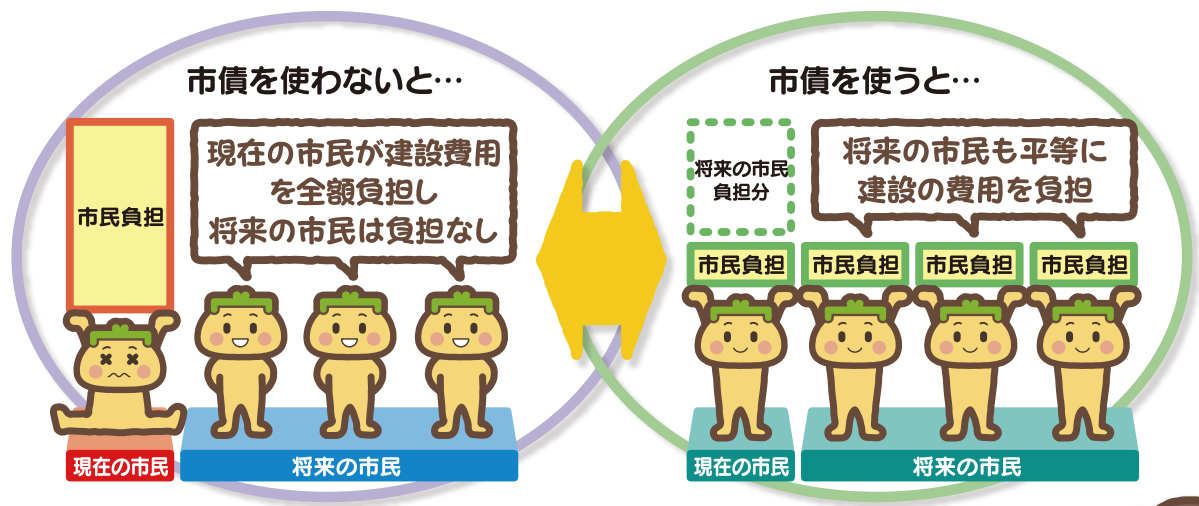 市債を使わないと…
市民負担
現在の市民が建設費用
を全額負担し
将来の市民は負担なし
現在の市民
将来の市民
市債を使うと…
将来の市民
負担分
将来の市民も平等に
建設の費用を負担
市民負担
市民負担
市民負担
市民負担
現在の市民
将来の市民